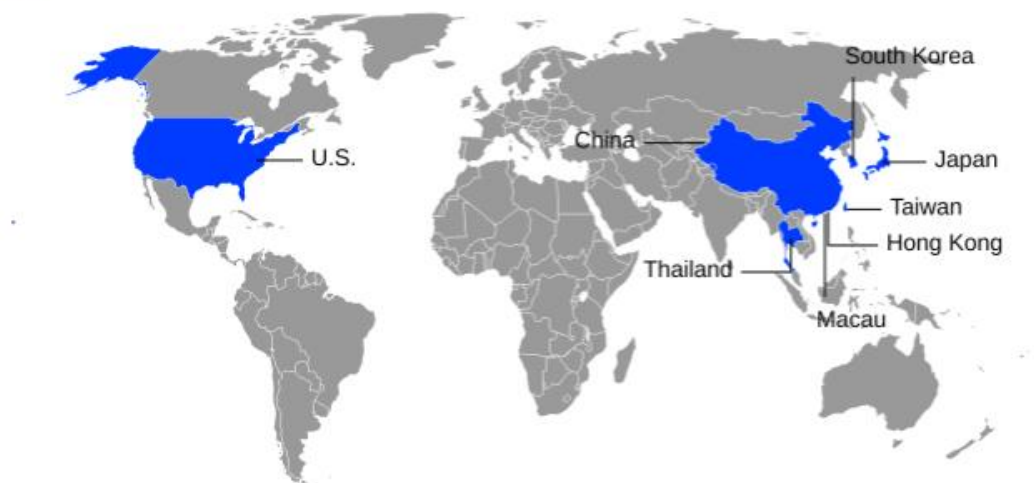 South Korea
China
U.S.
Japan
Taiwan
Hong Kong
Thailand
Macau